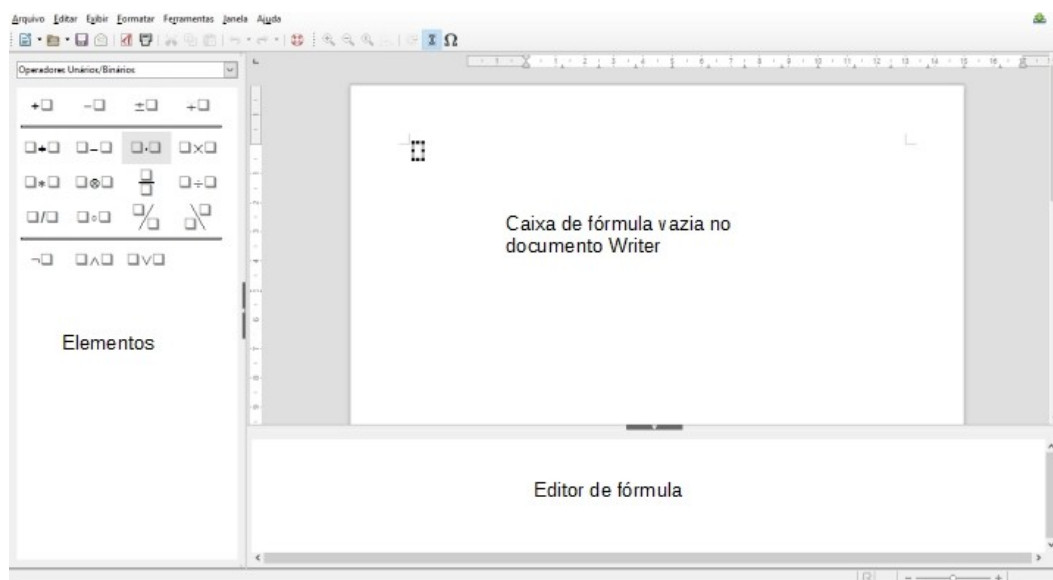 Arquivo Editar Exibir Formatar Ferramentas Janela Ajuda
Operadores Unários/Binários
Caixa de fórmula vazia no
documento Writer
Elementos
Editor de fórmula